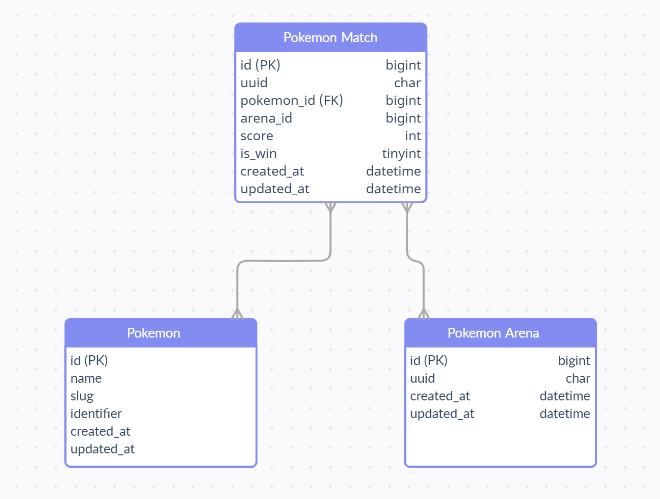 Pokemon Match
id (PK) bigint
uuid char
pokemon_id (FK) bigint
arena_id bigint
score int
is_win tinyint
created_at datetime
updated_at datetime
Pokemon
id (PK)
name
slug
identifier
created_at
updated_at
Pokemon Arena
id (PK) bigint
uuid char
created_at datetime
updated_at datetime